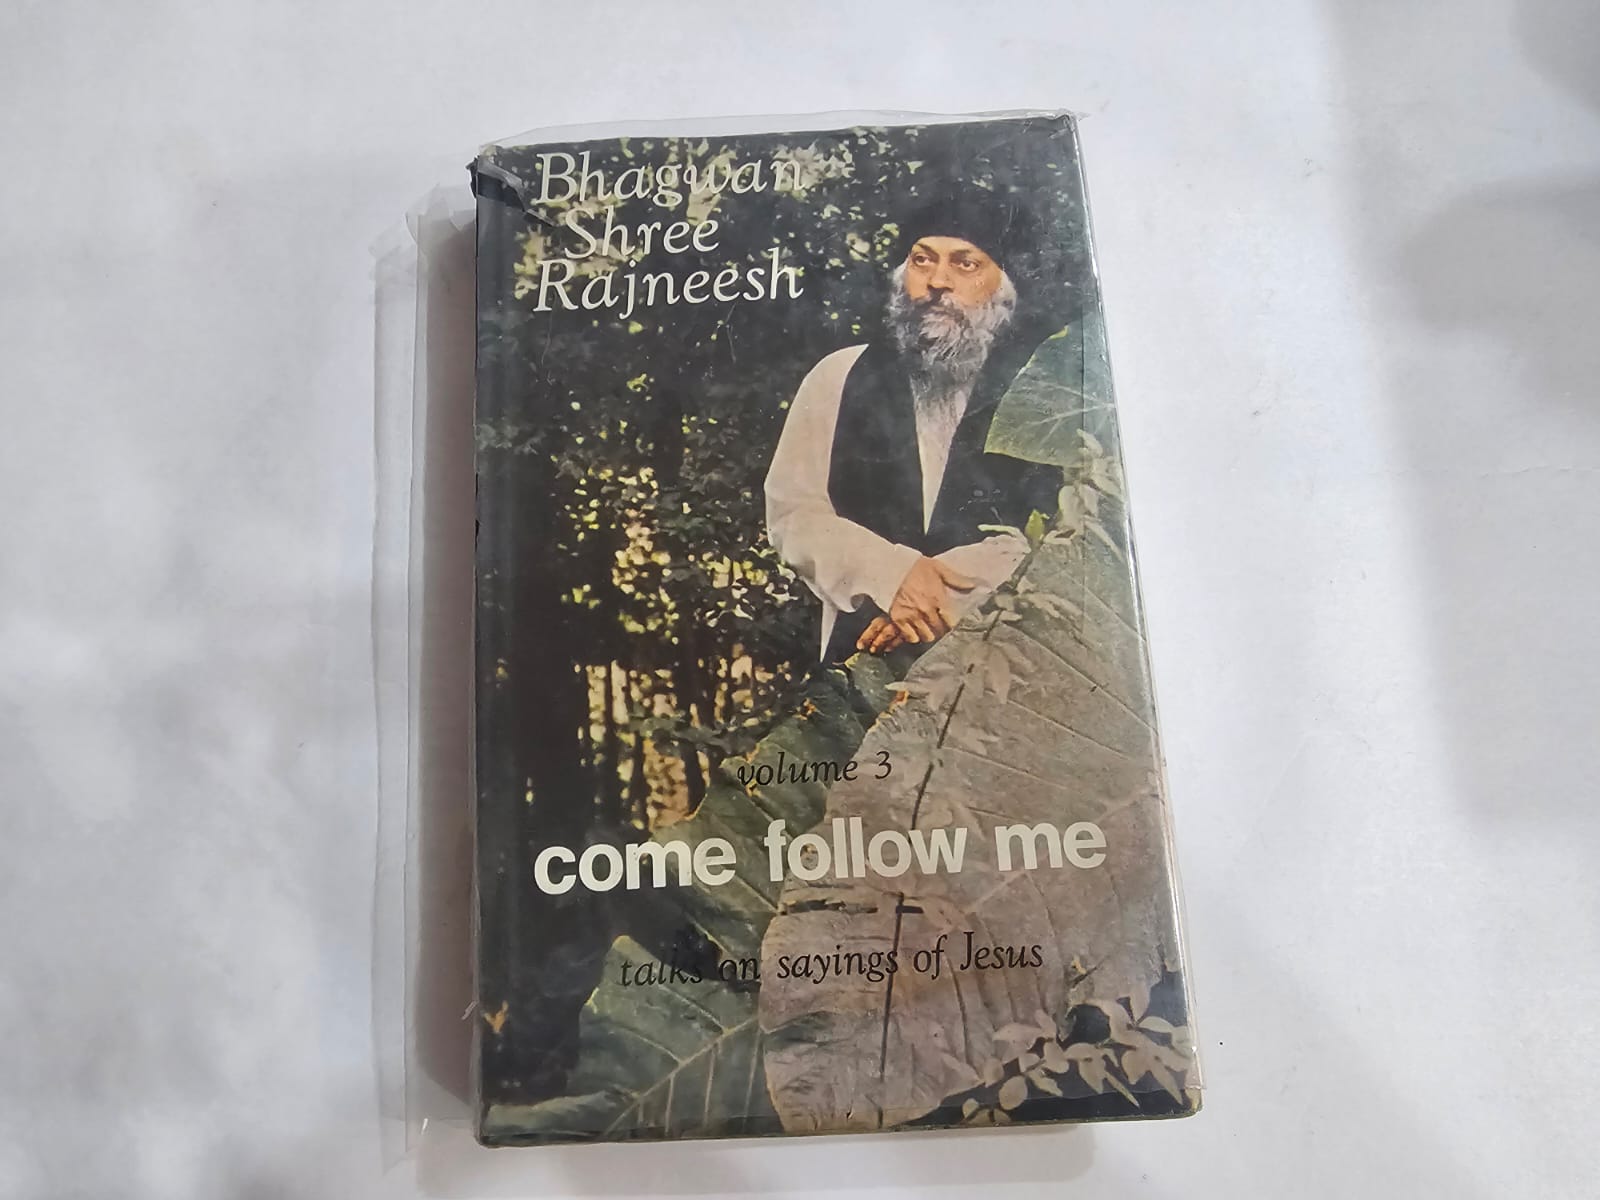 Bhagwan
Shree
Rajneesh
volume 3
come follow me
talks on sayings of Jesus